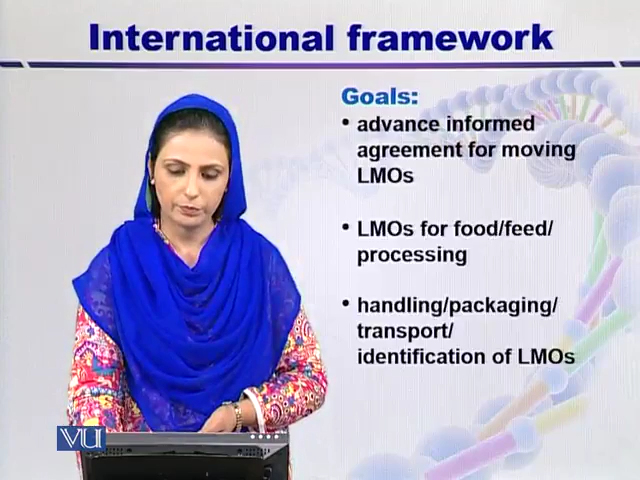 International framework
Goals:
• advance informed
agreement for moving
LMOs
• LMOs for food/feed/
processing
• handling/packaging/
transport/
identification of LMOs
VU